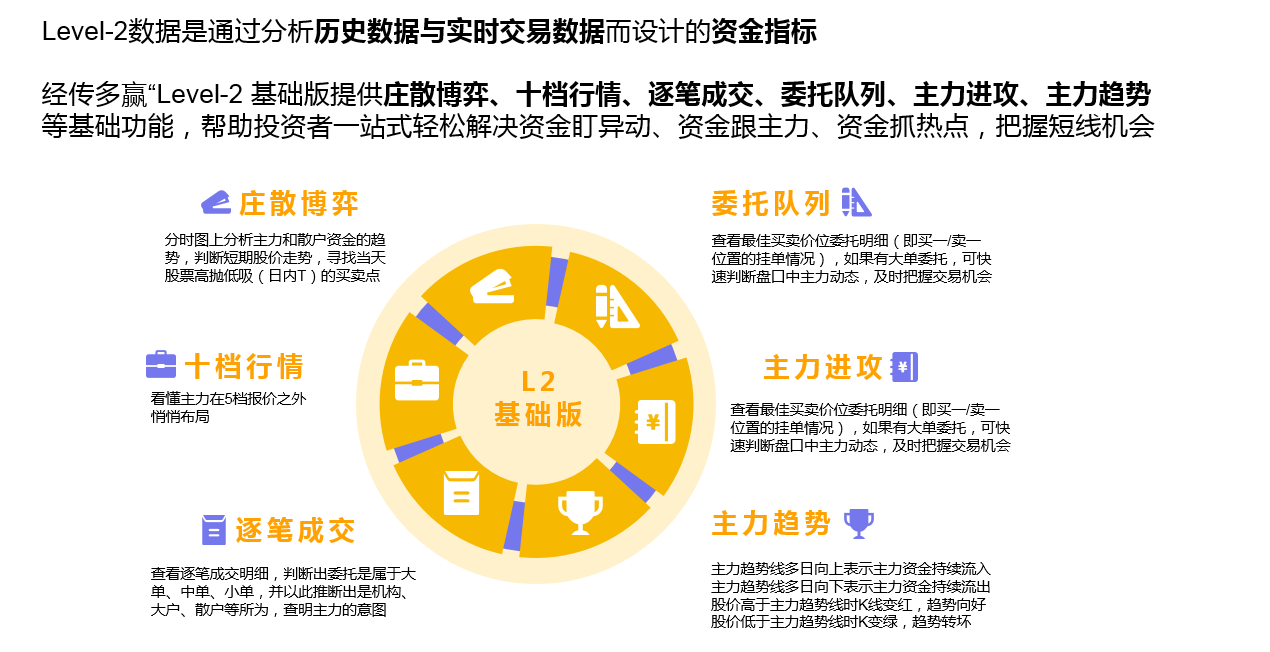 Level-2数据是通过分析历史数据与实时交易数据而设计的资金指标
经传多赢“Level-2 基础版提供庄散博弈、十档行情、逐笔成交、委托队列、主力进攻、主力趋势
等基础功能，帮助投资者一站式轻松解决资金盯异动、资金跟主力、资金抓热点，把握短线机会
庄散博弈
分时图上分析主力和散户资金的趋
势，判断短期股价走势，寻找当天
股票高抛低吸（日内T）的买卖点
十档行情
看懂主力在5档报价之外
悄悄布局
逐笔成交
查看逐笔成交明细，判断出委托是属于大
单、中单、小单，并以此推断出是机构、
大户、散户等所为，查明主力的意图
L2
基础版
委托队列
查看最佳买卖价位委托明细（即买一/卖一
位置的挂单情况），如果有大单委托，可快
速判断盘口中主力动态，及时把握交易机会
主力进攻
查看最佳买卖价位委托明细（即买一/卖一
位置的挂单情况），如果有大单委托，可快
速判断盘口中主力动态，及时把握交易机会
主力趋势
主力趋势线多日向上表示主力资金持续流入
主力趋势线多日向下表示主力资金持续流出
股价高于主力趋势线时K线变红，趋势向好
股价低于主力趋势线时K变绿，趋势转坏